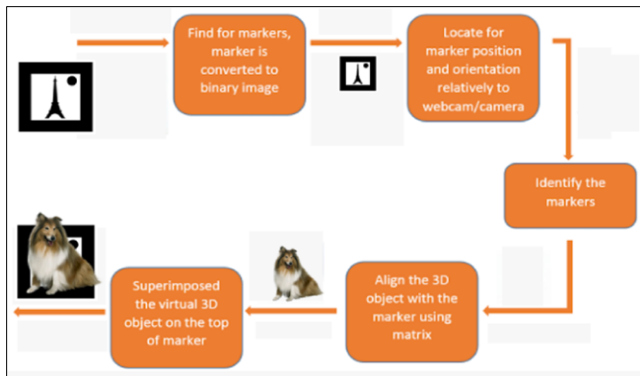 Find for markers,
marker is
converted to
binary image
Locate for
marker position
and orientation
relatively to
webcam/camera
Identify the
markers
Align the 3D
object with the
marker using
matrix
Superimposed
the virtual 3D
object on the top
of marker